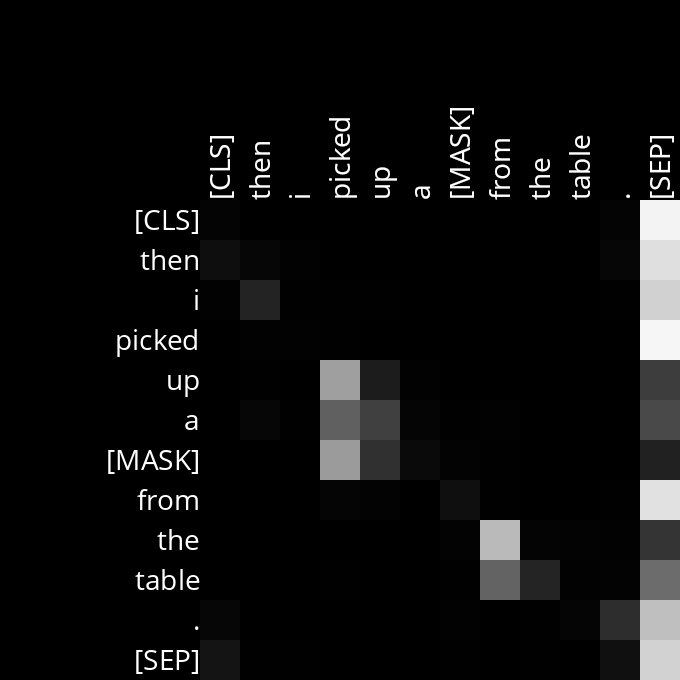 [CLS] then i picked up a [MASK] from the table . [SEP]
[CLS]
then
i
picked
up
a
[MASK]
from
the
table
.
[SEP]